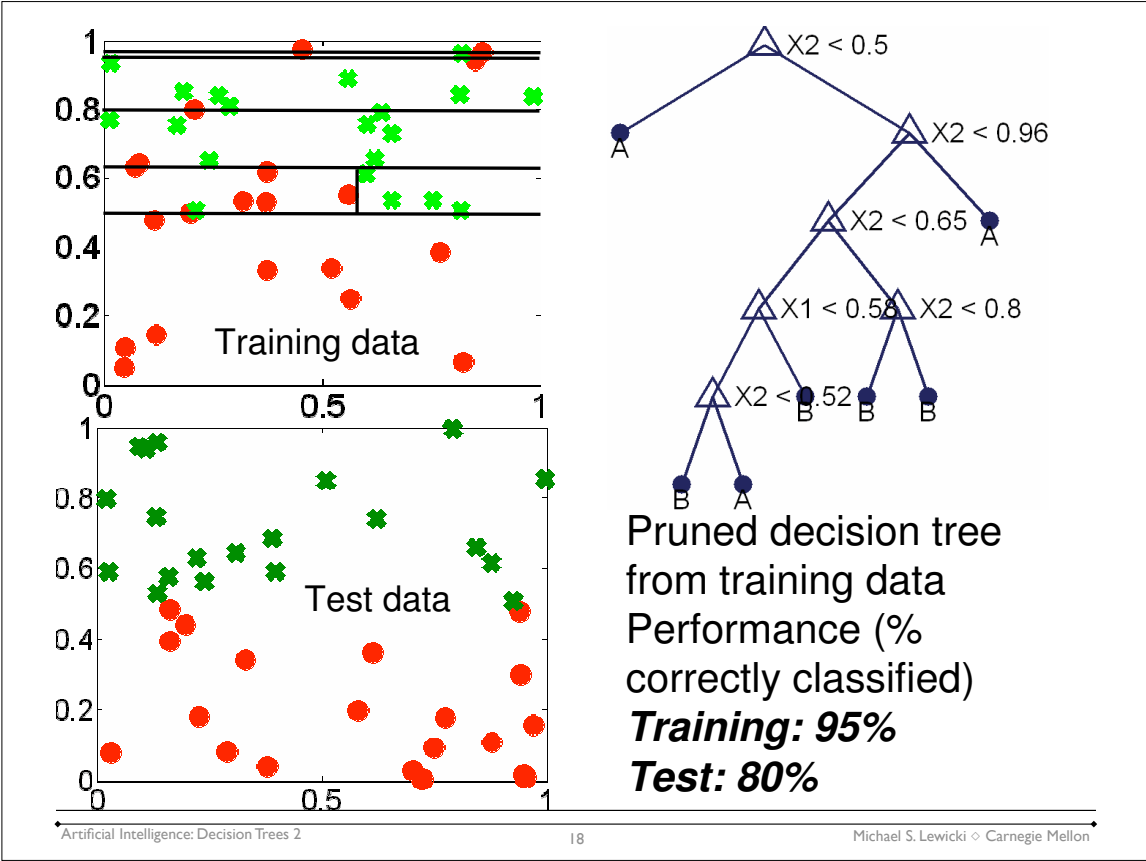 1
0.8
0.6
0.4
0.2
0
0 0.5 1
Training data
1
0.8
0.6
0.4
0.2
0
0 0.5 1
Test data
X2 < 0.5
A
X2 < 0.96
X2 < 0.65
A
X1 < 0.58
X2 < 0.8
X2 < 0.52
B B B
B A
Pruned decision tree
from training data
Performance (%
correctly classified)
Training: 95%
Test: 80%
Artificial Intelligence: Decision Trees 2
18
Michael S. Lewicki ◇ Carnegie Mellon